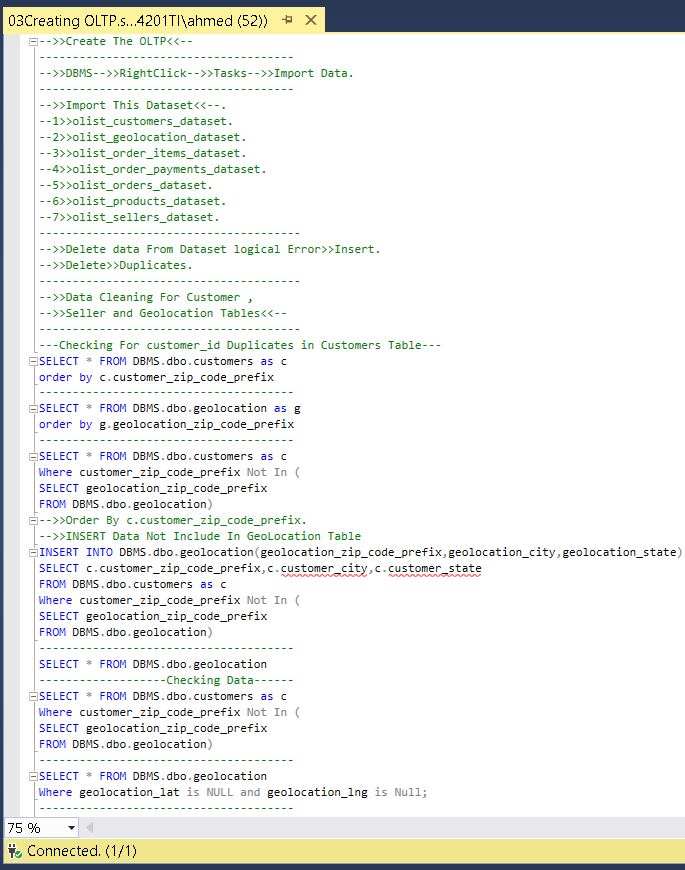 03Creating OLTP.s...4201TI\ahmed (52))
-->>Create The OLTP<<--
--------------------------------------
-->>DBMS-->>RightClick-->>Tasks-->>Import Data.
--------------------------------------
-->>Import This Dataset<<--.
--1>>olist_customers_dataset.
--2>>olist_geolocation_dataset.
--3>>olist_order_items_dataset.
--4>>olist_order_payments_dataset.
--5>>olist_orders_dataset.
--6>>olist_products_dataset.
--7>>olist_sellers_dataset.
---------------------------------------
-->>Delete data From Dataset logical Error>>Insert.
-->>Delete>>Duplicates.
---------------------------------------
-->>Data Cleaning For Customer ,
-->>Seller and Geolocation Tables<<--
---------------------------------------
---Checking For customer_id Duplicates in Customers Table---
SELECT * FROM DBMS.dbo.customers as c
order by c.customer_zip_code_prefix
--------------------------------------
SELECT * FROM DBMS.dbo.geolocation as g
order by g.geolocation_zip_code_prefix
--------------------------------------
SELECT * FROM DBMS.dbo.customers as c
Where customer_zip_code_prefix Not In (
SELECT geolocation_zip_code_prefix
FROM DBMS.dbo.geolocation)
-->>Order By c.customer_zip_code_prefix.
-->>INSERT Data Not Include In GeoLocation Table
INSERT INTO DBMS.dbo.geolocation(geolocation_zip_code_prefix,geolocation_city,geolocation_state)
SELECT c.customer_zip_code_prefix,c.customer_city,c.customer_state
FROM DBMS.dbo.customers as c
Where customer_zip_code_prefix Not In (
SELECT geolocation_zip_code_prefix
FROM DBMS.dbo.geolocation)
--------------------------------------
SELECT * FROM DBMS.dbo.geolocation
-------------------Checking Data------
SELECT * FROM DBMS.dbo.customers as c
Where customer_zip_code_prefix Not In (
SELECT geolocation_zip_code_prefix
FROM DBMS.dbo.geolocation)
--------------------------------------
SELECT * FROM DBMS.dbo.geolocation
Where geolocation_lat is NULL and geolocation_lng is Null;
--------------------------------------
75 %
Connected. (1/1)